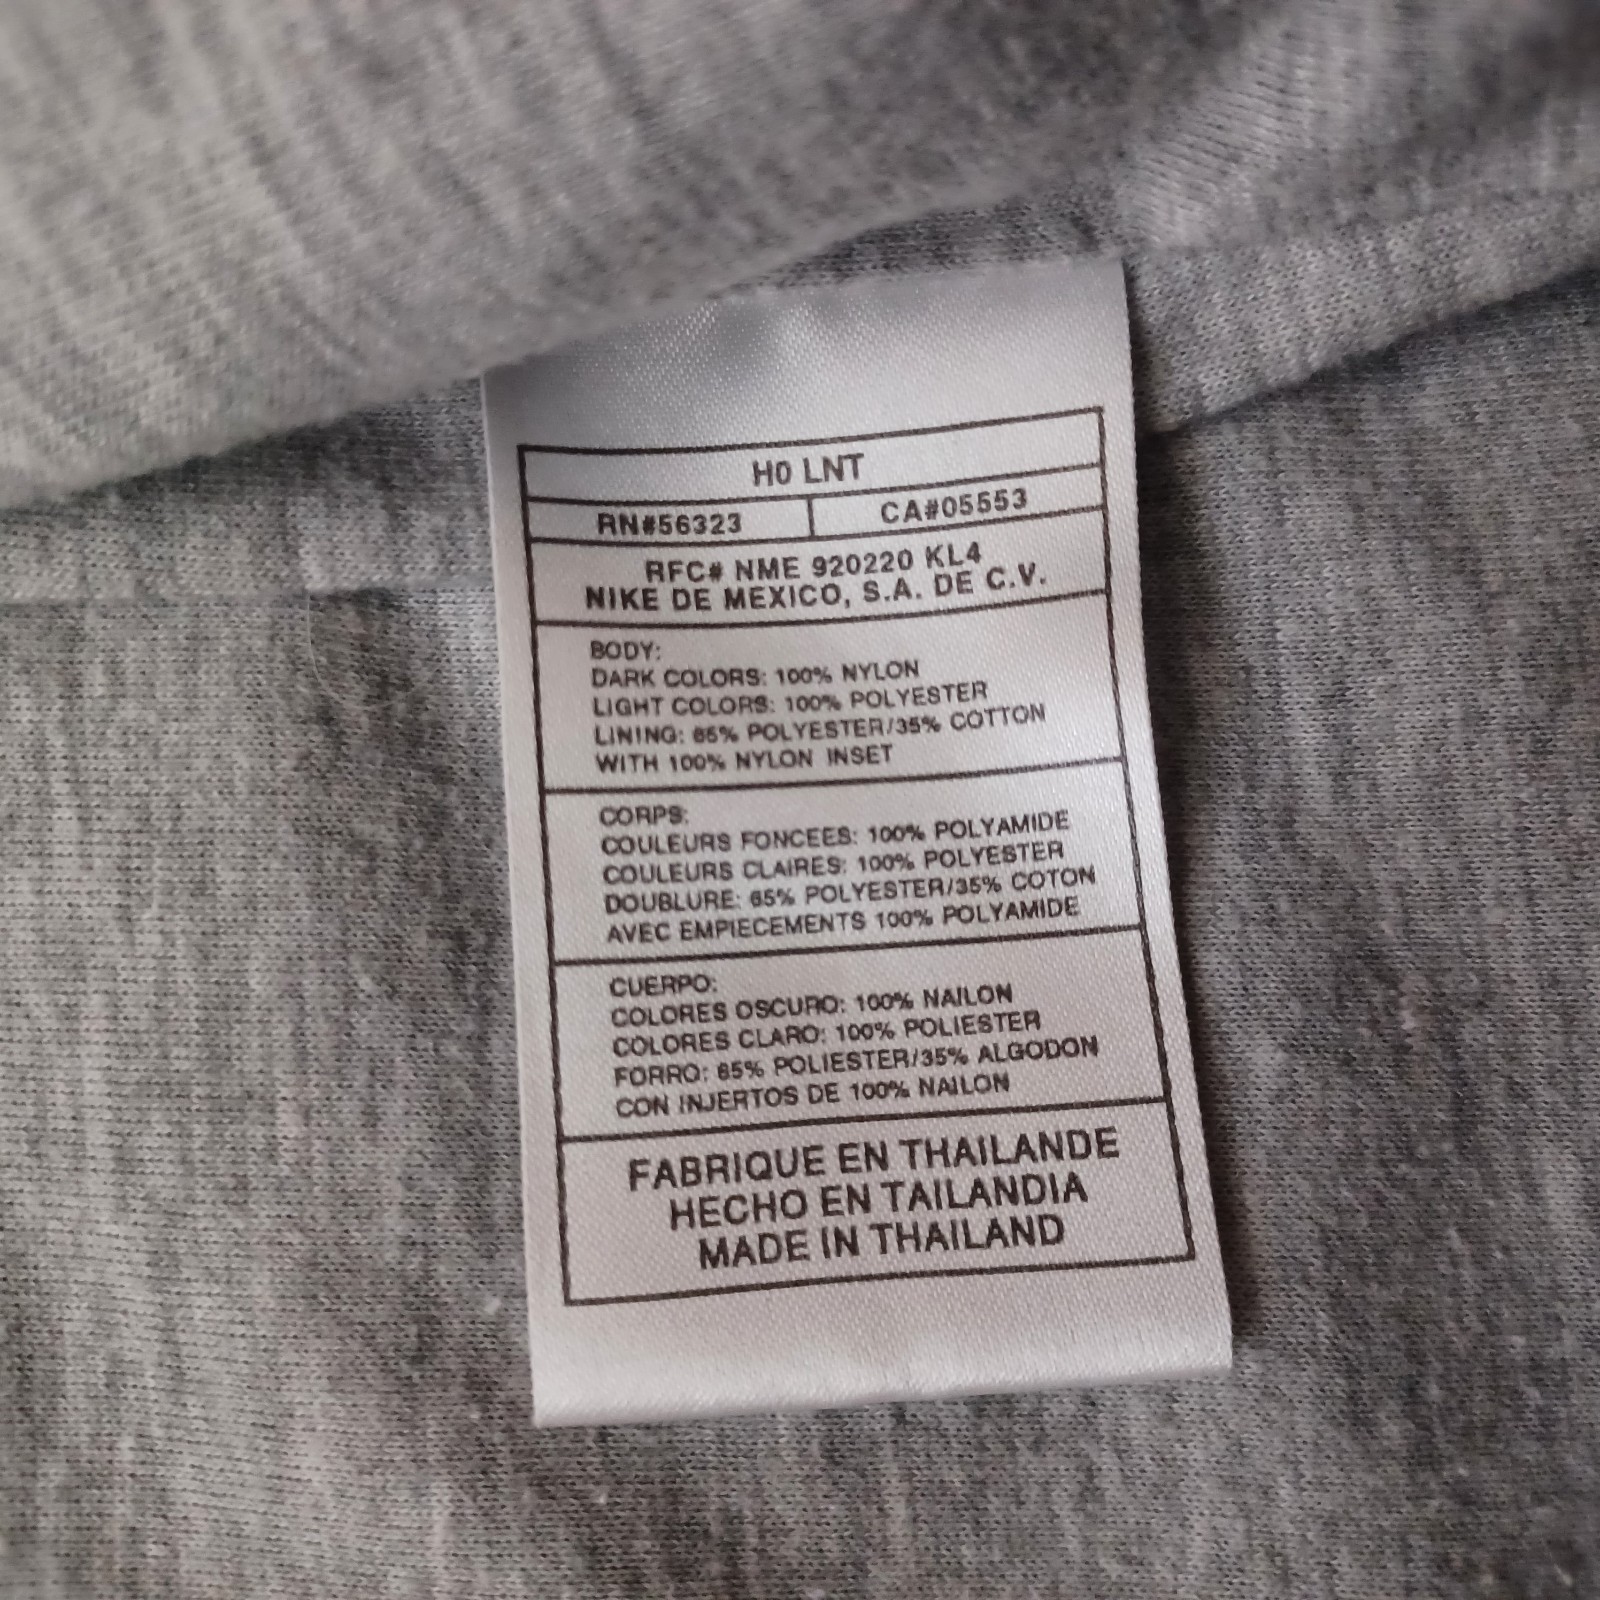 H0 LNT
RN#56323 CA#05553
RFC# NME 920220 KL4
NIKE DE MEXICO, S.A. DE C.V.
BODY:
DARK COLORS: 100% NYLON
LIGHT COLORS: 100% POLYESTER
LINING: 65% POLYESTER/35% COTTON
WITH 100% NYLON INSET
CORPS:
COULEURS FONCEES: 100% POLYAMIDE
COULEURS CLAIRES: 100% POLYESTER
DOUBLURE: 65% POLYESTER/35% COTON
AVEC EMPIECEMENTS 100% POLYAMIDE
CUERPO:
COLORES OSCURO: 100% NAILON
COLORES CLARO: 100% POLIESTER
FORRO: 65% POLIESTER/35% ALGODON
CON INJERTOS DE 100% NAILON
FABRIQUE EN THAILANDE
HECHO EN TAILANDIA
MADE IN THAILAND